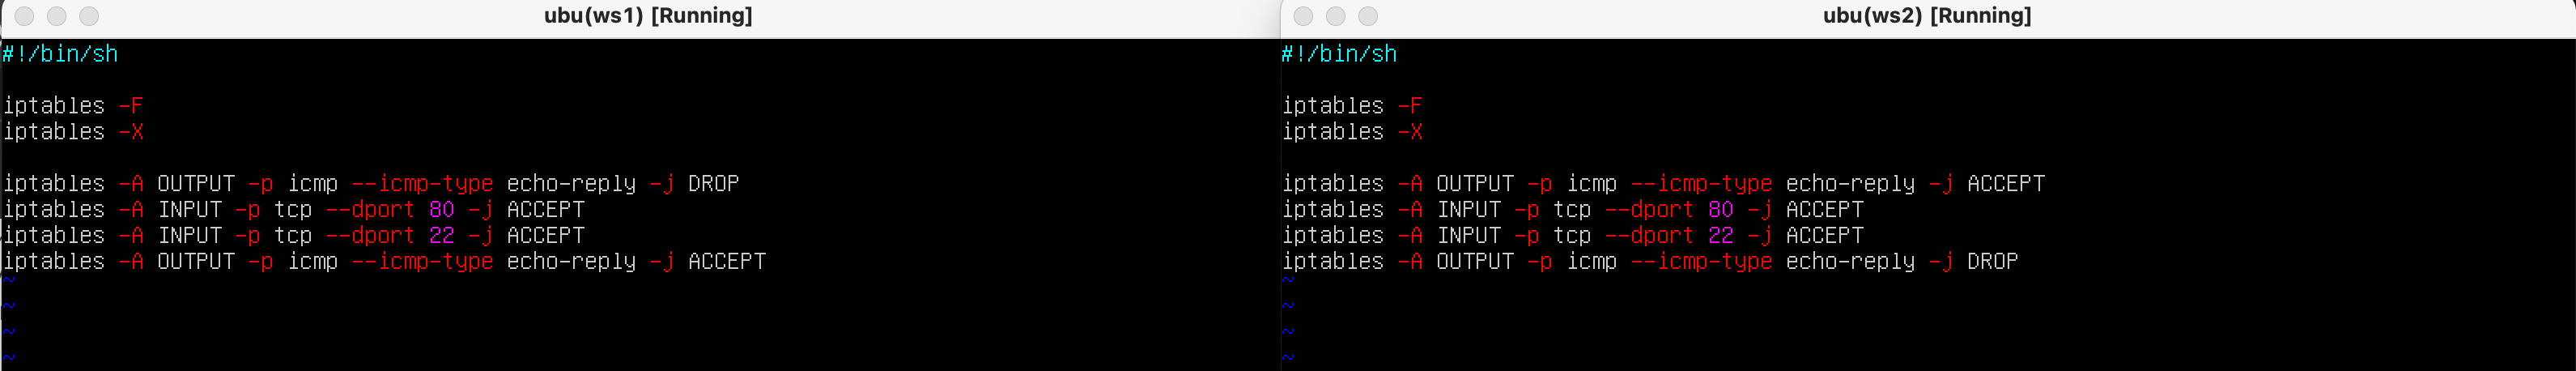 ubu(ws1) [Running]
#!/bin/sh
iptables -F
iptables -X
iptables -A OUTPUT -p icmp --icmp-type echo-reply -j DROP
iptables -A INPUT -p tcp --dport 80 -j ACCEPT
iptables -A INPUT -p tcp --dport 22 -j ACCEPT
iptables -A OUTPUT -p icmp --icmp-type echo-reply -j ACCEPT
~
~
~
~
ubu(ws2) [Running]
#!/bin/sh
iptables -F
iptables -X
iptables -A OUTPUT -p icmp --icmp-type echo-reply -j ACCEPT
iptables -A INPUT -p tcp --dport 80 -j ACCEPT
iptables -A INPUT -p tcp --dport 22 -j ACCEPT
iptables -A OUTPUT -p icmp --icmp-type echo-reply -j DROP
~
~
~
~